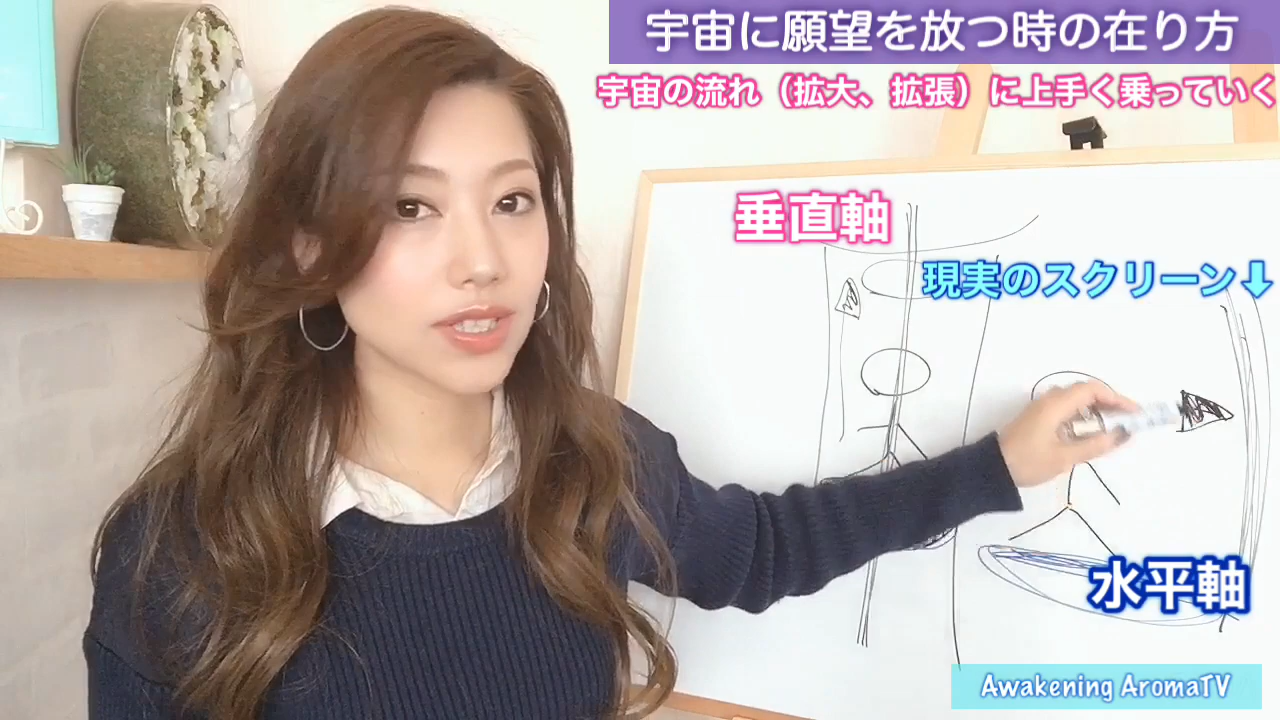 宇宙に願望を放つ時の在り方
宇宙の流れ（拡大、拡張）に上手く乗っていく
垂直軸
現実のスクリーン⬇
水平軸
Awakening AromaTV